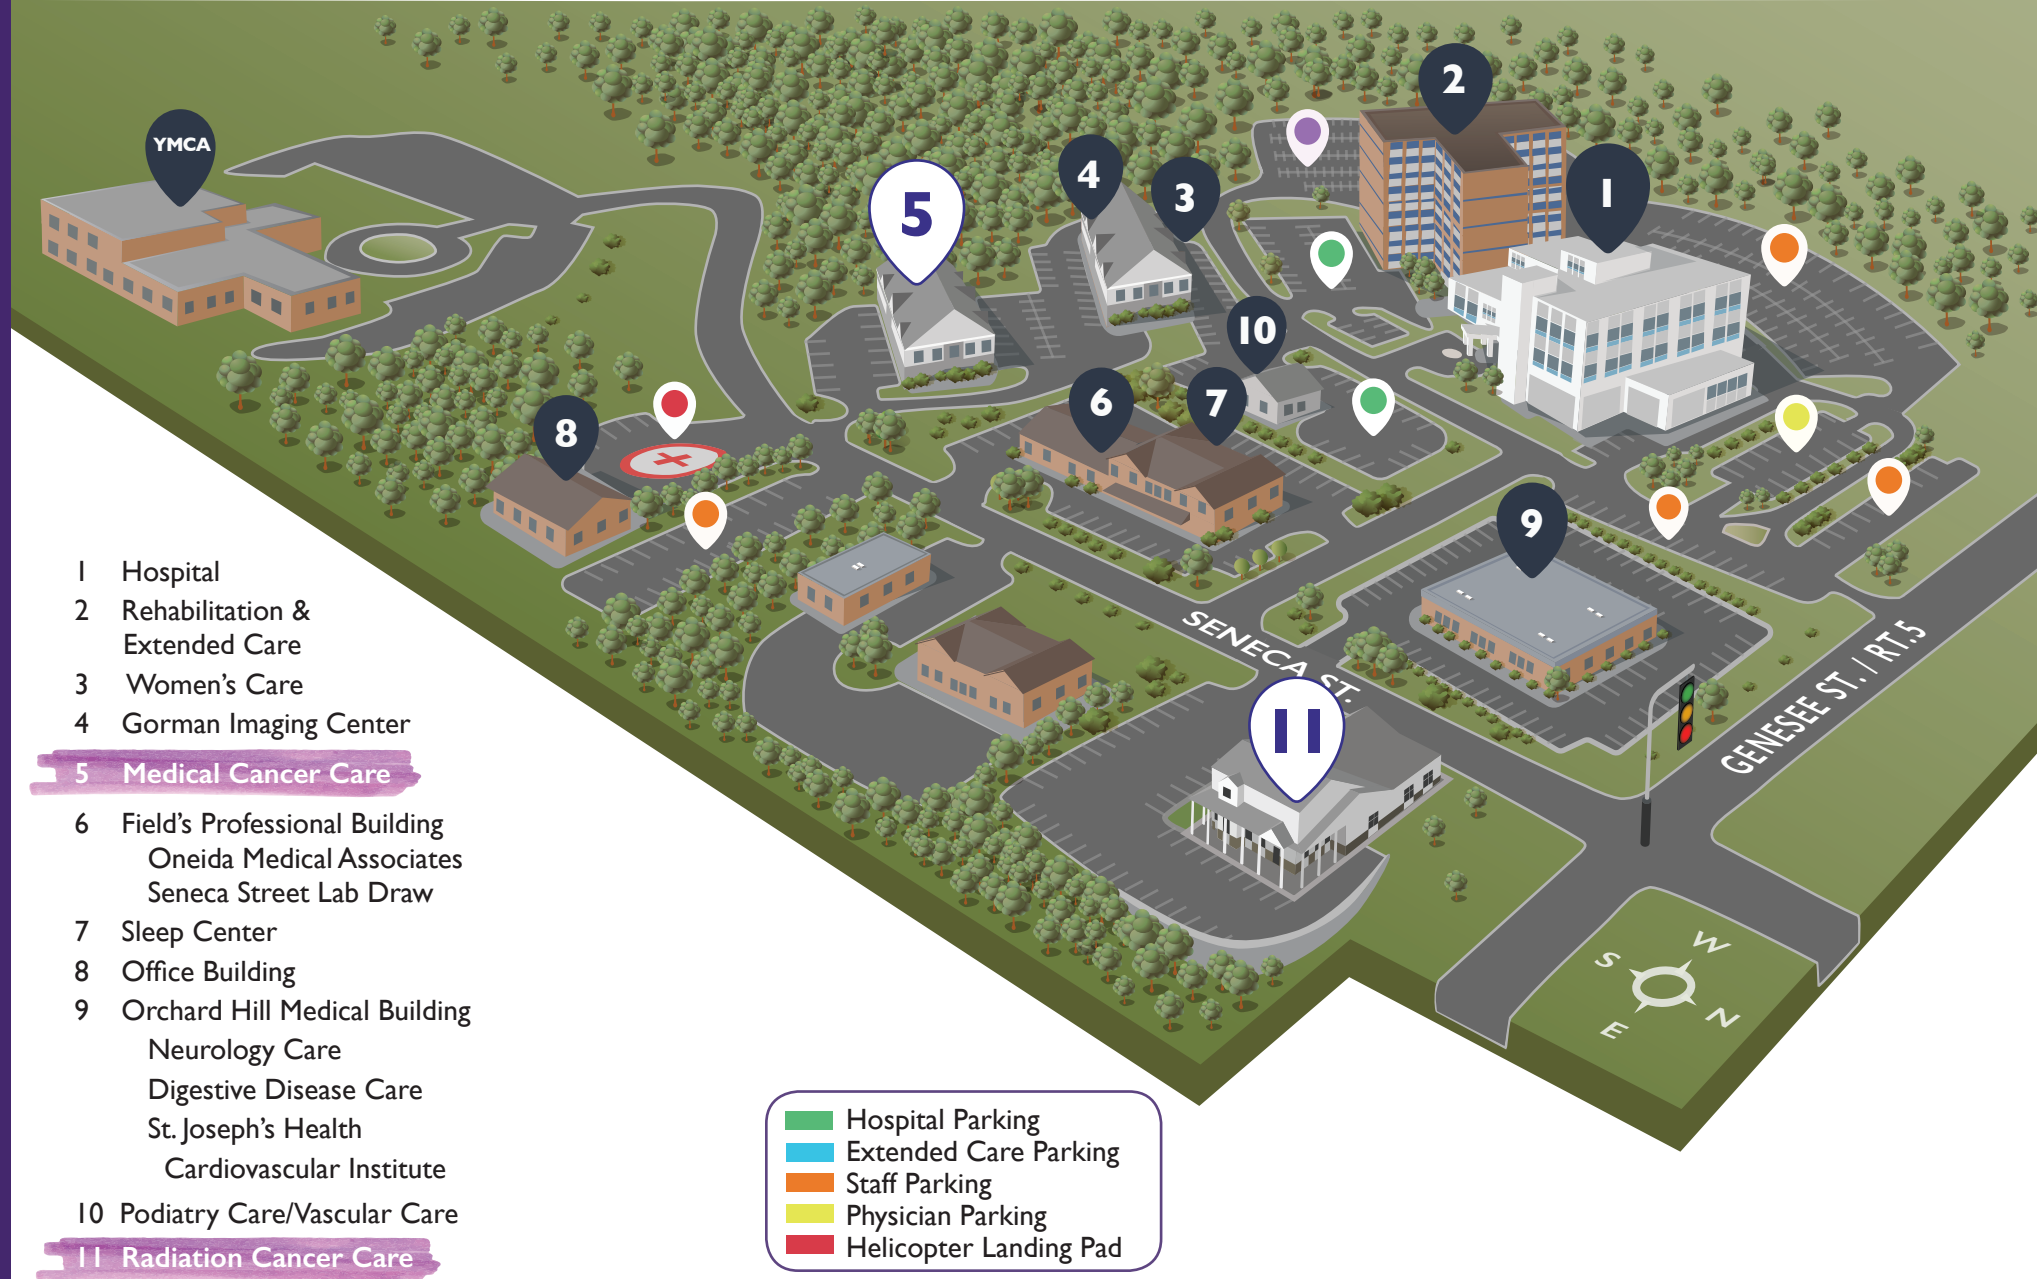 YMCA
2
1
4
3
5
10
6
7
8
9
11
SENECA ST.
GENESEE ST. / RT.5
W
S
N
E
1 Hospital
2 Rehabilitation &
Extended Care
3 Women's Care
4 Gorman Imaging Center
5 Medical Cancer Care
6 Field's Professional Building
Oneida Medical Associates
Seneca Street Lab Draw
7 Sleep Center
8 Office Building
9 Orchard Hill Medical Building
Neurology Care
Digestive Disease Care
St. Joseph's Health
Cardiovascular Institute
10 Podiatry Care/Vascular Care
11 Radiation Cancer Care
Hospital Parking
Extended Care Parking
Staff Parking
Physician Parking
Helicopter Landing Pad